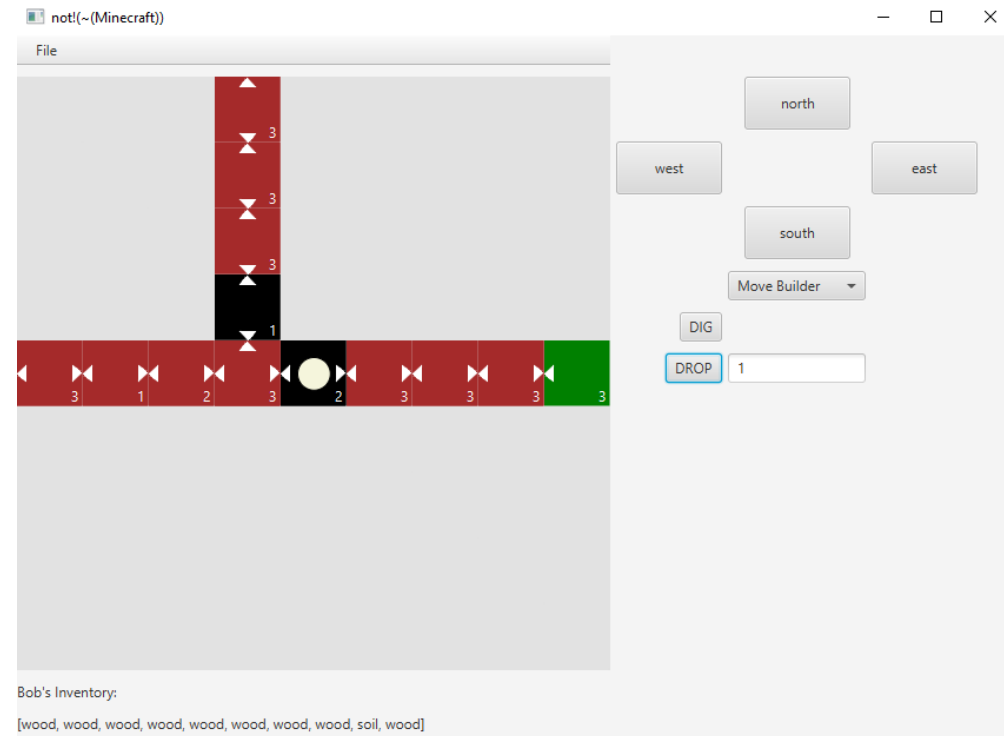 not!(~(Minecraft))
File
3
3
3
1
3 1 2 3 2 3 3 3 3
north
west east
south
Move Builder
DIG
DROP 1
Bob's Inventory:
[wood, wood, wood, wood, wood, wood, wood, wood, soil, wood]